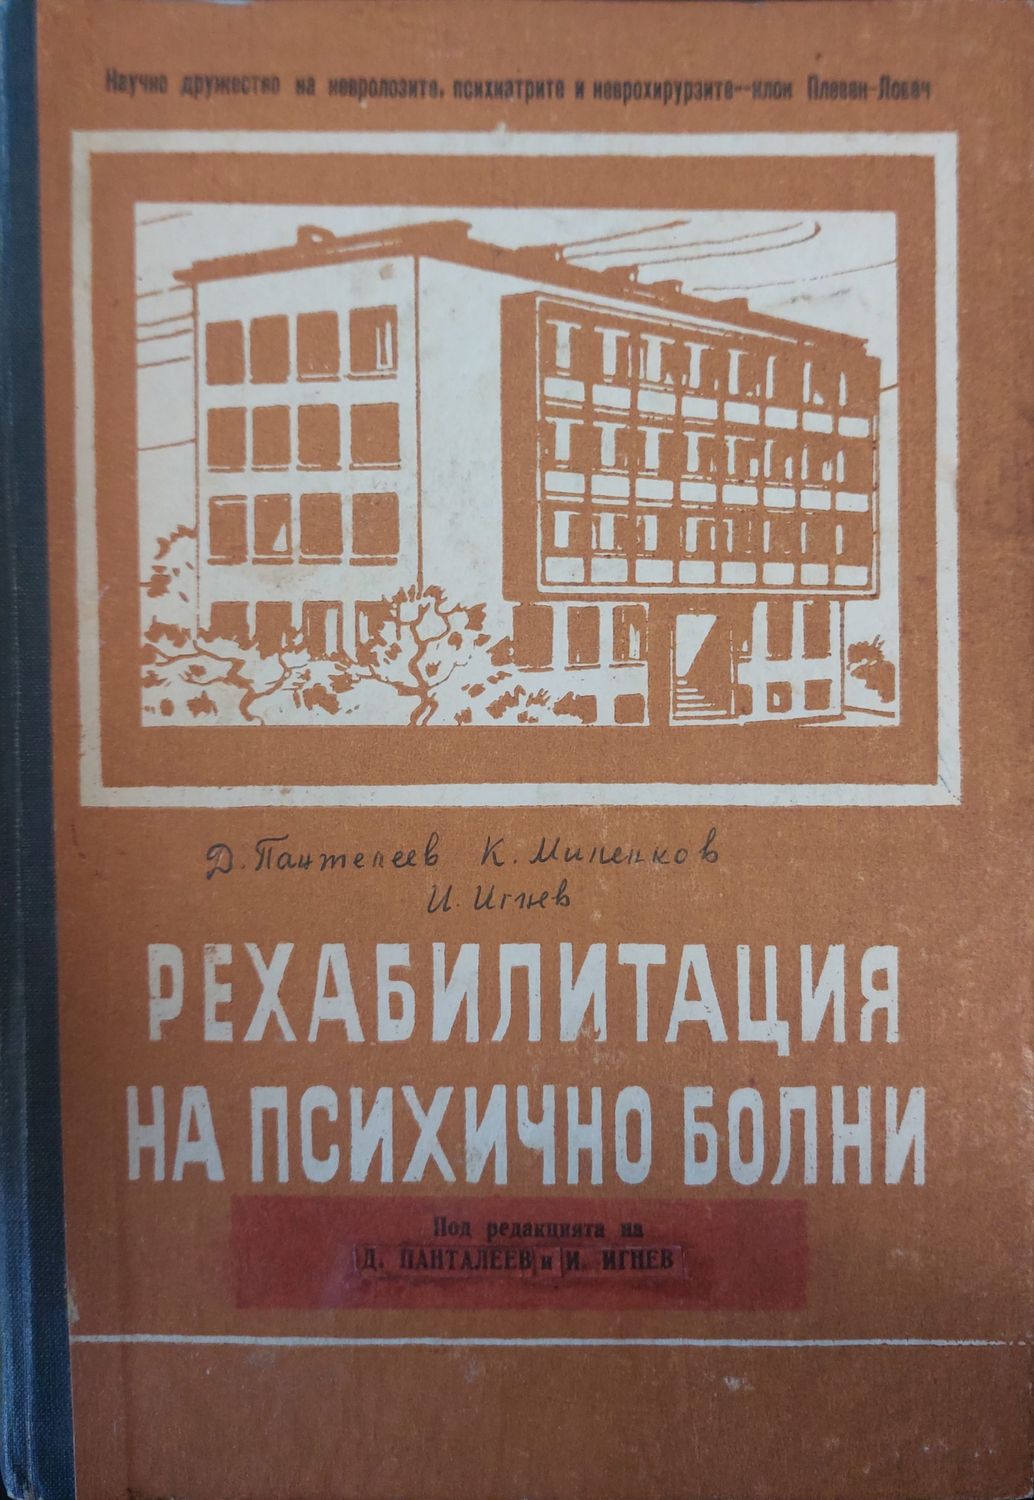 Научно дружество на невролозите, психиатрите и неврохирурзите--клон Плевен-Ловеч
Д. Пантелеев К. Миленков
И. Игнев
РЕХАБИЛИТАЦИЯ
НА ПСИХИЧНО БОЛНИ
Под редакцията на
Д. ПАНТАЛЕЕВ и И. ИГНЕВ